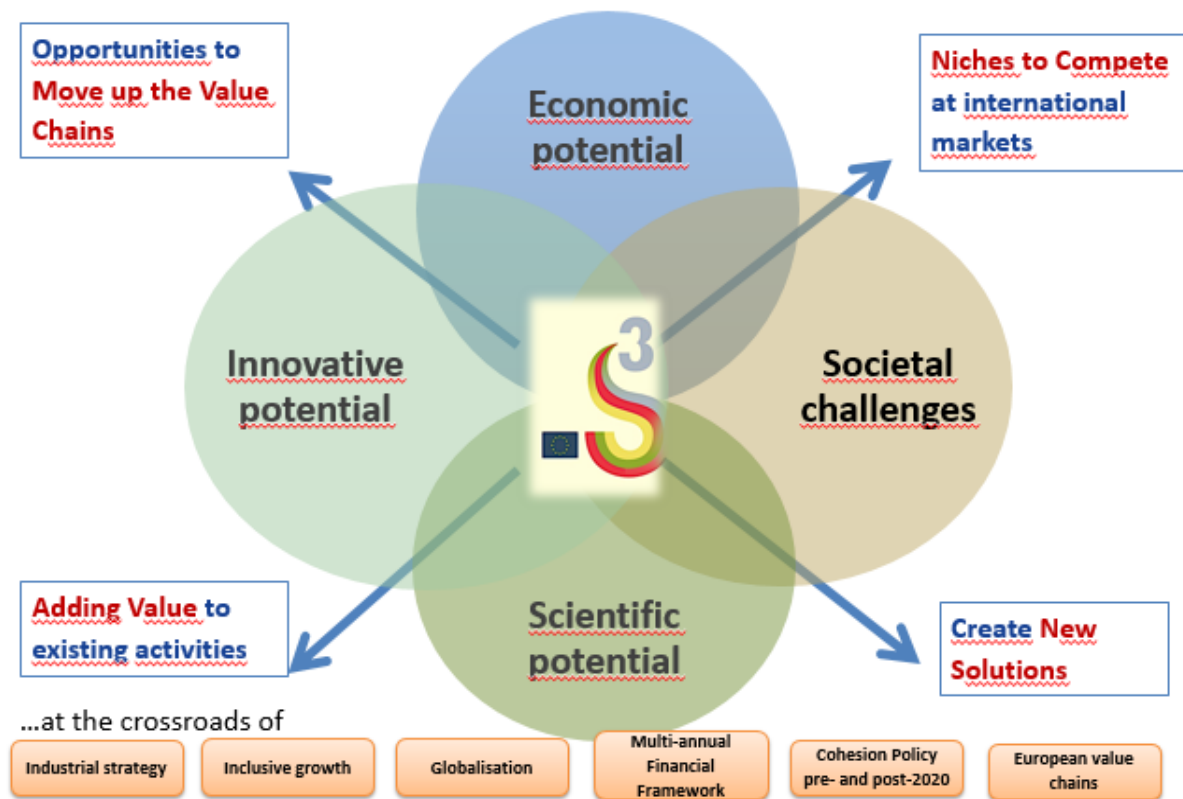 Opportunities to
Move up the Value
Chains
Niches to Compete
at international
markets
Economic
potential
Innovative
potential
Societal
challenges
S3
Scientific
potential
Adding Value to
existing activities
Create New
Solutions
...at the crossroads of
Industrial strategy
Inclusive growth
Globalisation
Multi-annual
Financial
Framework
Cohesion Policy
pre- and post-2020
European value
chains